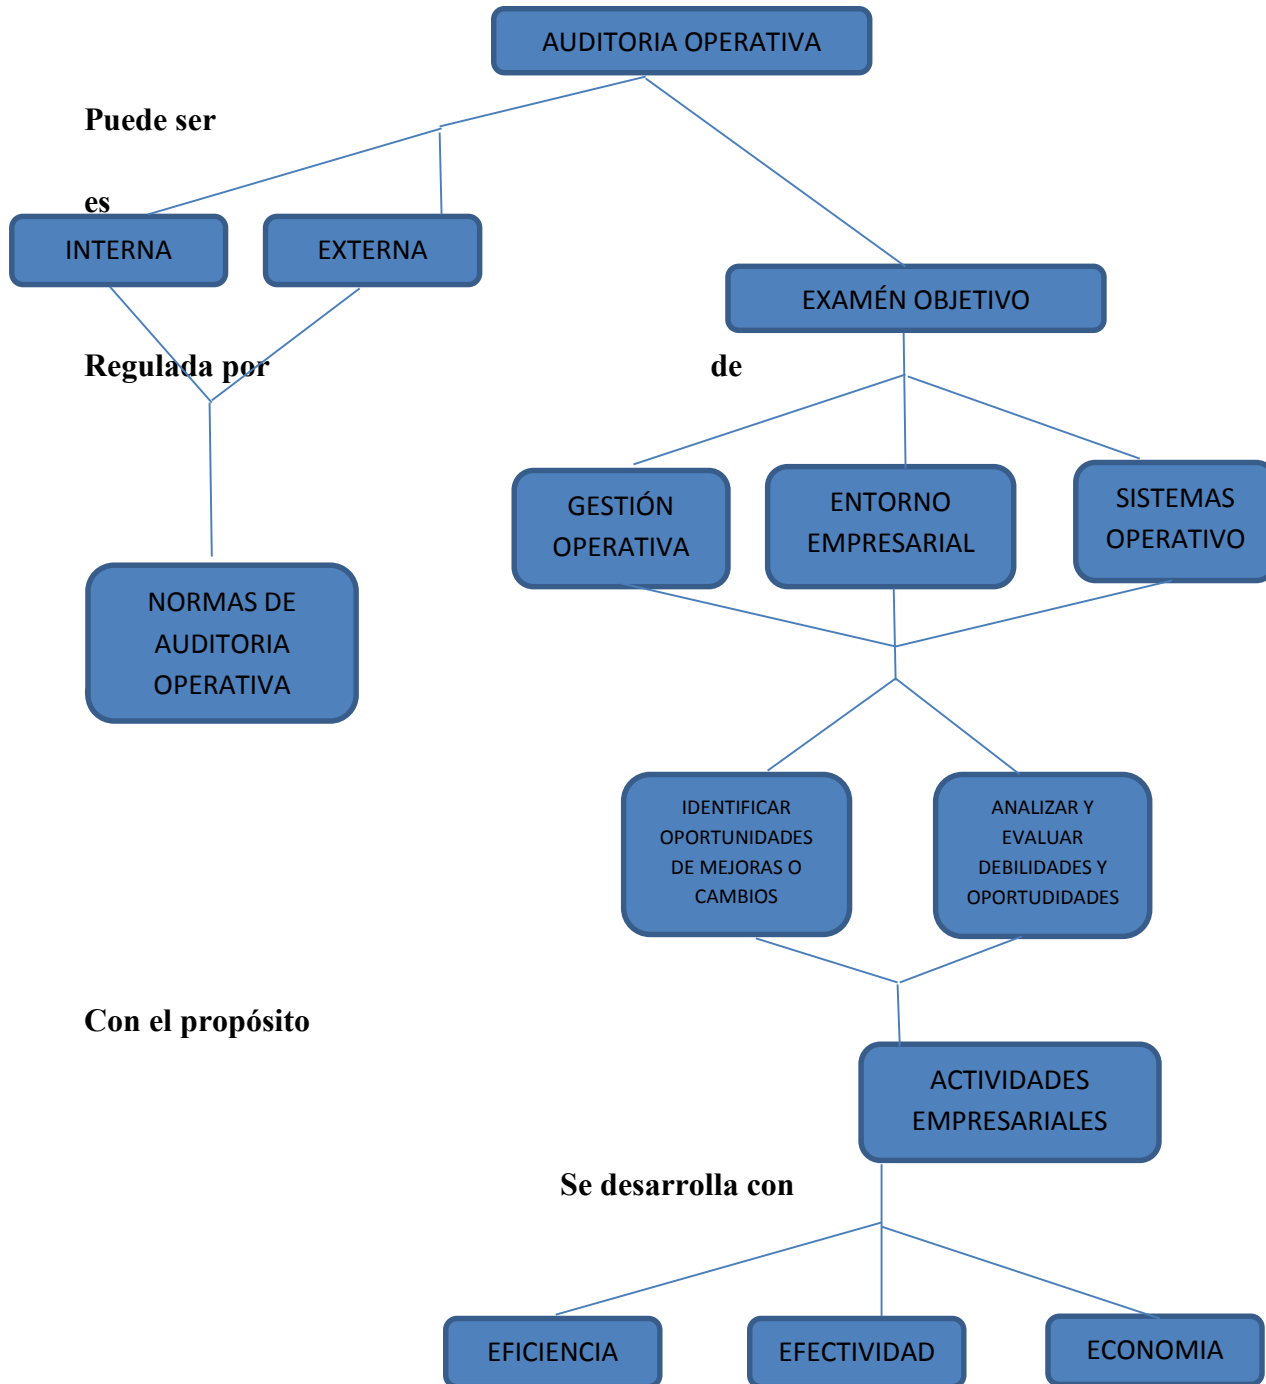 AUDITORIA OPERATIVA
Puede ser
es
INTERNA
EXTERNA
EXAMÉN OBJETIVO
Regulada por
de
GESTIÓN
OPERATIVA
ENTORNO
EMPRESARIAL
SISTEMAS
OPERATIVO
NORMAS DE
AUDITORIA
OPERATIVA
IDENTIFICAR
OPORTUNIDADES
DE MEJORAS O
CAMBIOS
ANALIZAR Y
EVALUAR
DEBILIDADES Y
OPORTUDIDADES
Con el propósito
ACTIVIDADES
EMPRESARIALES
Se desarrolla con
EFICIENCIA
EFECTIVIDAD
ECONOMIA